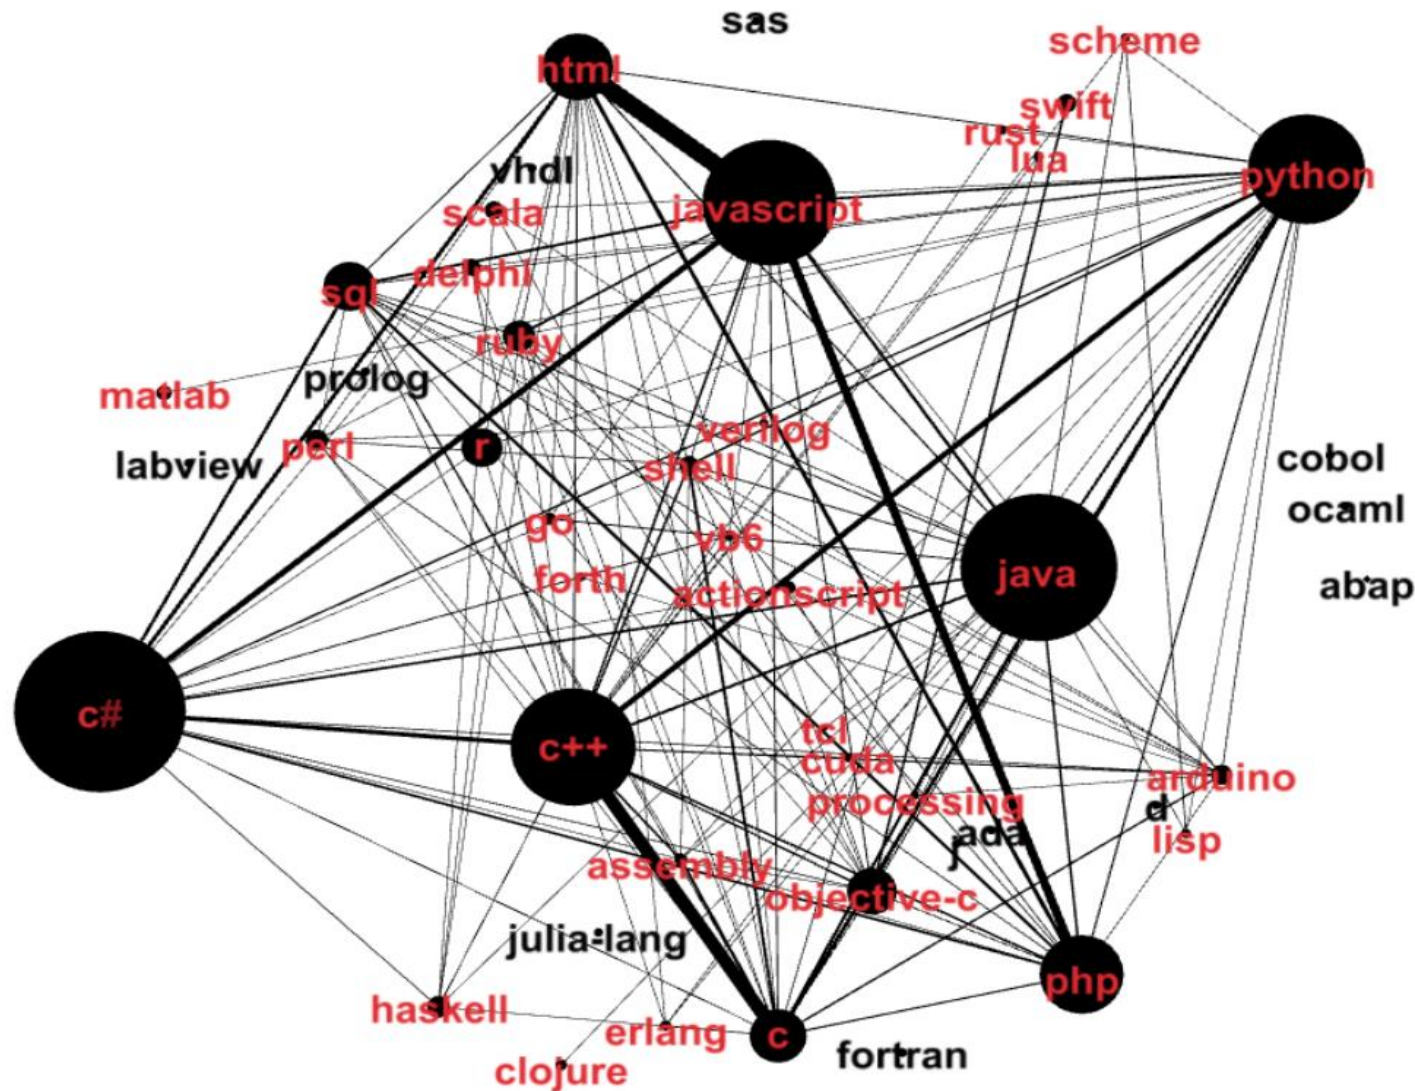 sas
scheme
html
swift
rust
lua
python
vhdl
scala
javascript
delphi
sql
ruby
prolog
matlab
verilog
perl
r
labview
shell
cobol
ocaml
go
vb6
forth
actionscript
java
abap
c#
c++
tcl
cuda
arduino
processing
d
ada
j
lisp
assembly
objective-c
julia-lang
php
haskell
erlang
c
fortran
clojure